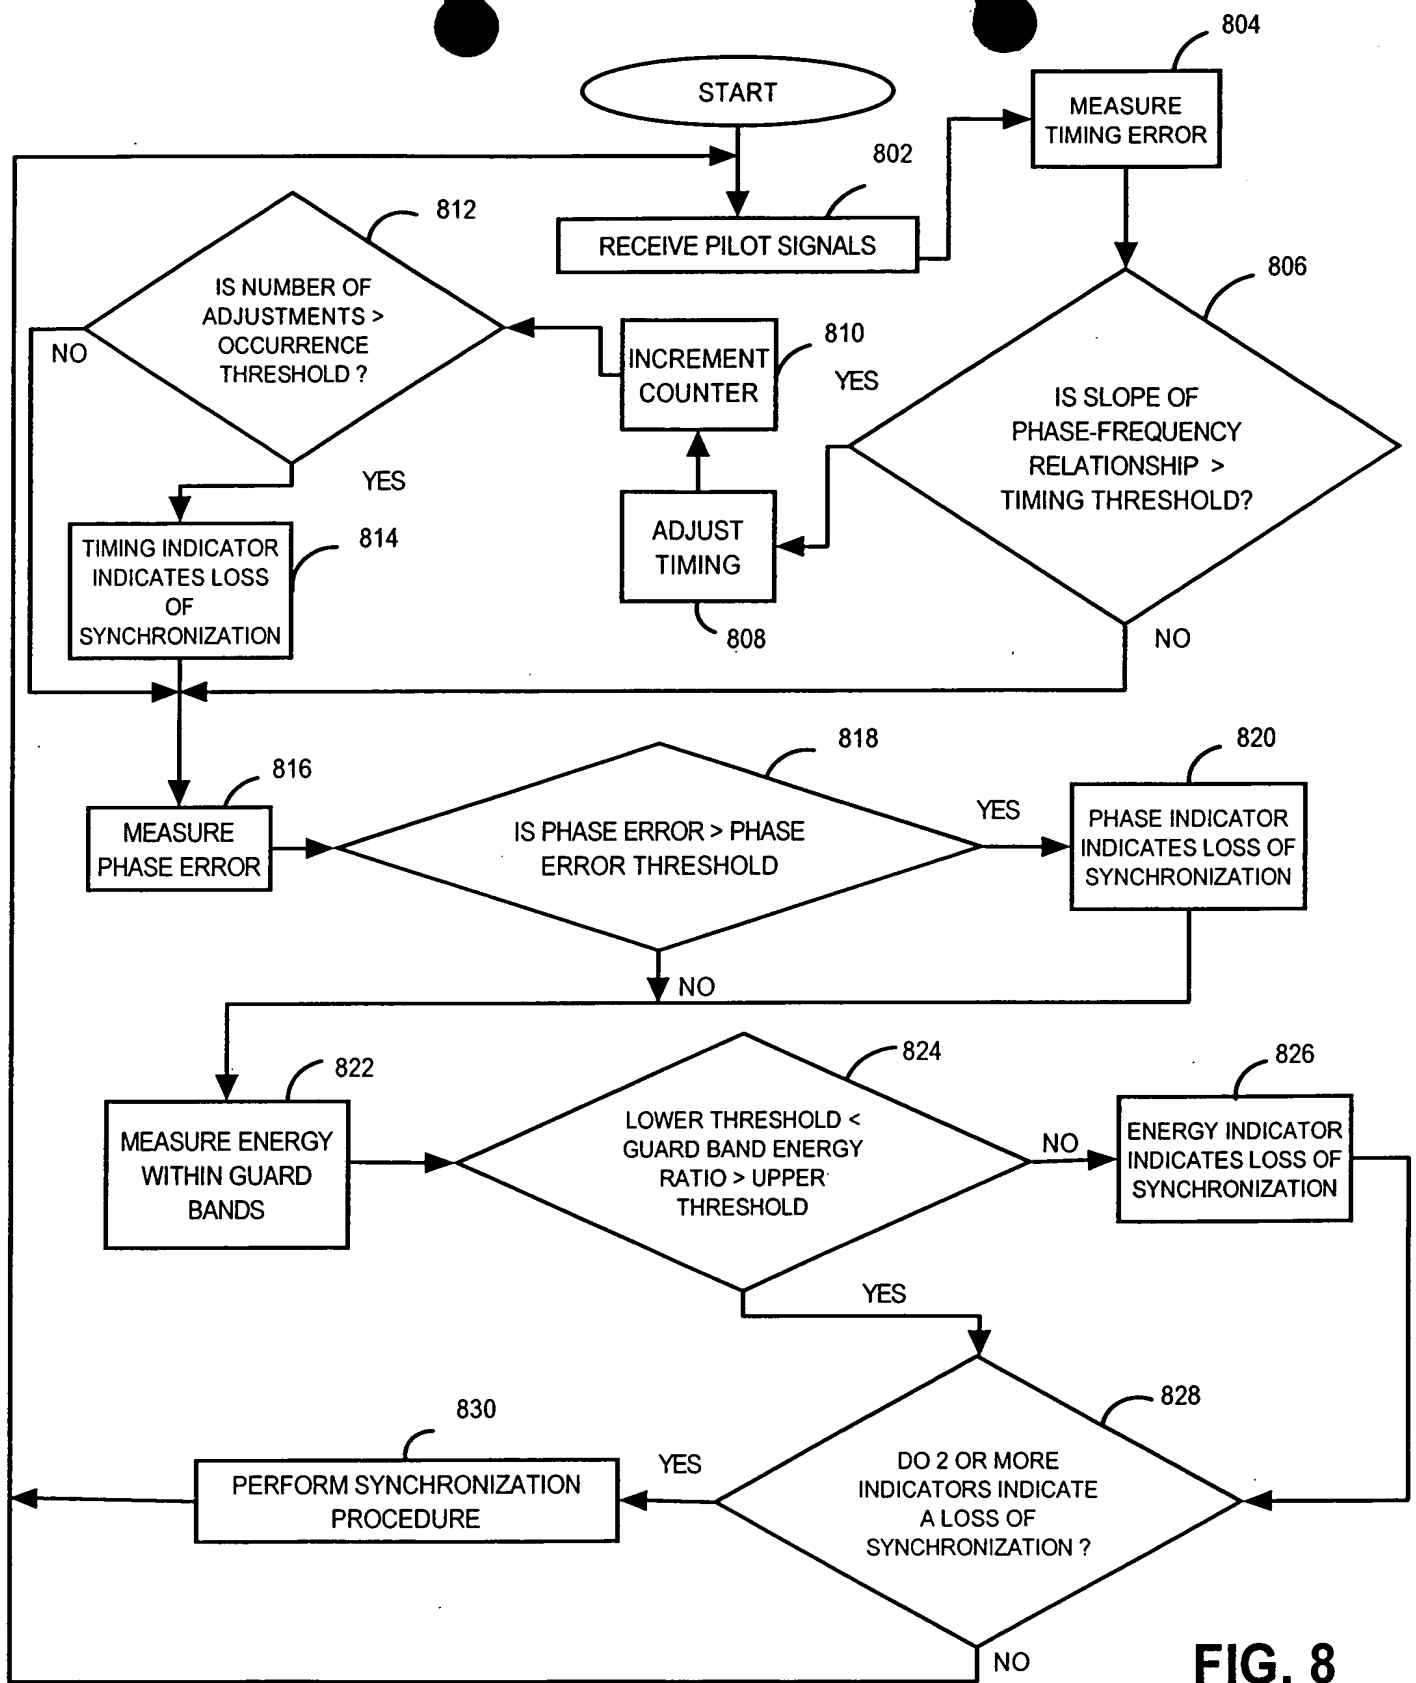 804
START
MEASURE
TIMING ERROR
802
RECEIVE PILOT SIGNALS
812
IS NUMBER OF
ADJUSTMENTS >
OCCURRENCE
THRESHOLD ?
NO
YES
806
IS SLOPE OF
PHASE-FREQUENCY
RELATIONSHIP >
TIMING THRESHOLD?
YES
NO
810
INCREMENT
COUNTER
ADJUST
TIMING
808
814
TIMING INDICATOR
INDICATES LOSS
OF
SYNCHRONIZATION
816
MEASURE
PHASE ERROR
818
IS PHASE ERROR > PHASE
ERROR THRESHOLD
YES
NO
820
PHASE INDICATOR
INDICATES LOSS OF
SYNCHRONIZATION
822
MEASURE ENERGY
WITHIN GUARD
BANDS
824
LOWER THRESHOLD <
GUARD BAND ENERGY
RATIO > UPPER
THRESHOLD
NO
YES
826
ENERGY INDICATOR
INDICATES LOSS OF
SYNCHRONIZATION
828
DO 2 OR MORE
INDICATORS INDICATE
A LOSS OF
SYNCHRONIZATION ?
YES
NO
830
PERFORM SYNCHRONIZATION
PROCEDURE
FIG. 8